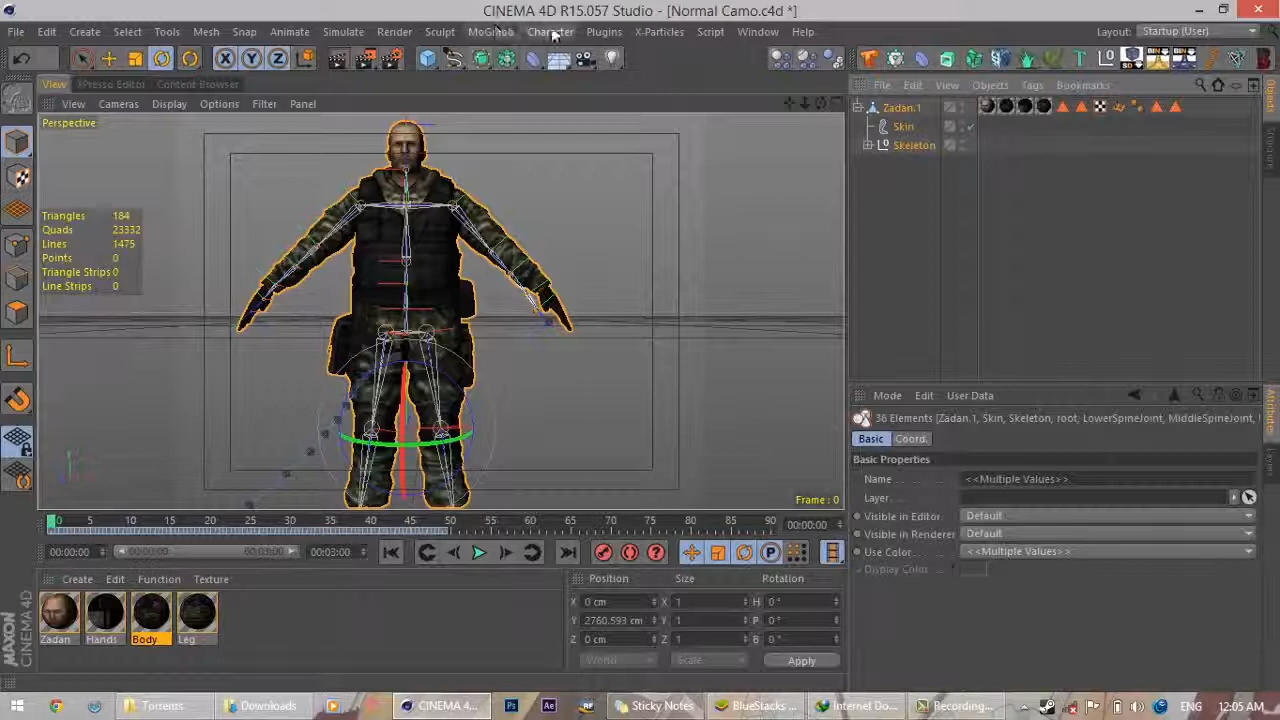 CINEMA 4D R15.057 Studio - [Normal Camo.c4d *]
File Edit Create Select Tools Mesh Snap Animate Simulate Render Sculpt MoGraph Character Plugins X-Particles Script Window Help Layout: Startup (User)
View XPresso Editor Content Browser
File Edit View Objects Tags Bookmarks
View Cameras Display Options Filter Panel
Perspective
Zadan.1
Skin
Skeleton
Triangles 184
Quads 23332
Lines 1475
Points 0
Triangle Strips 0
Line Strips 0
Objects
Structure
Mode Edit User Data
36 Elements [Zadan.1, Skin, Skeleton, root, LowerSpineJoint, MiddleSpineJoint,
Basic Coord.
Basic Properties
Name <<Multiple Values>>
Layer
Visible in Editor Default
Visible in Renderer Default
Use Color <<Multiple Values>>
Display Color
Attributes
Layers
Frame : 0
0 5 10 15 20 25 30 35 40 45 50 55 60 65 70 75 80 85 90 00:00:00
00:00:00 00:00:00 00:03:00 00:03:00
Create Edit Function Texture
Zadan Hands Body Leg
Position Size Rotation
X 0 cm X 1 H 0 °
Y 2760.593 cm Y 1 P 0 °
Z 0 cm Z 1 B 0 °
World Scale Apply
MAXON CINEMA 4D
Torrents Downloads CINEMA 4... Ps Ae Sticky Notes BlueStacks ... Internet Do... Recording... ENG 12:05 AM